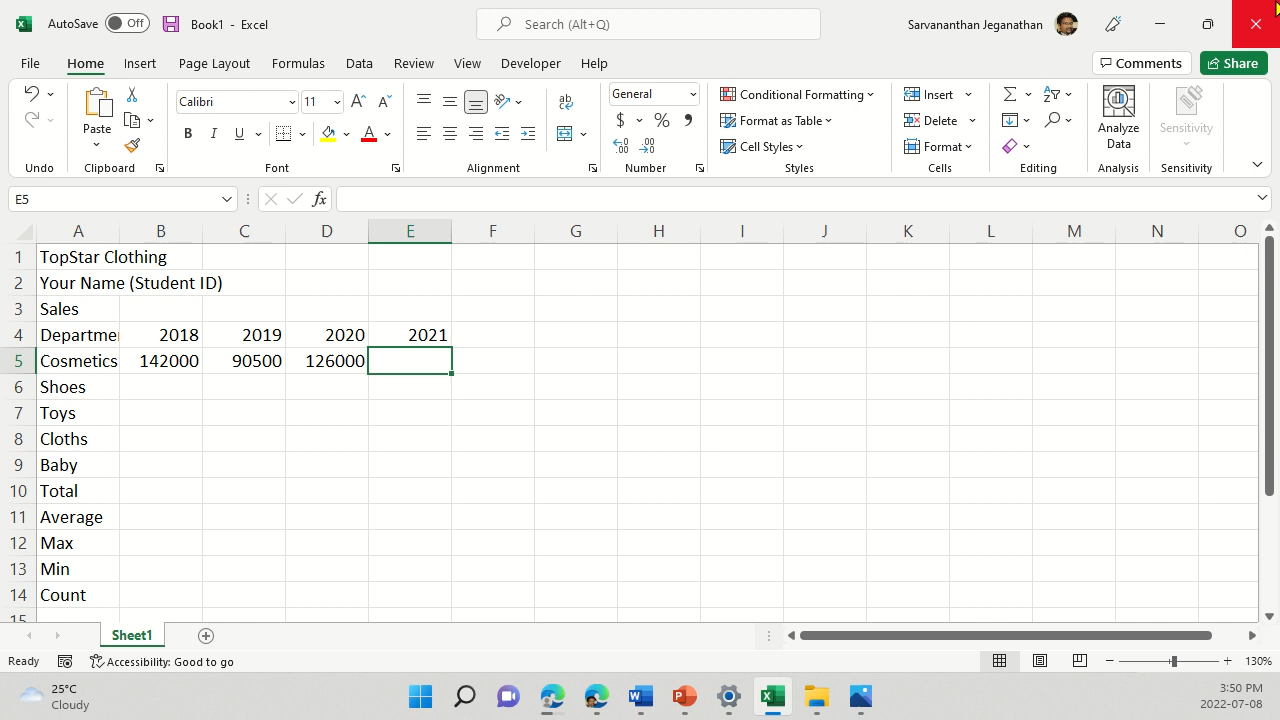 AutoSave Off Book1 - Excel Search (Alt+Q) Sarvananthan Jeganathan
File Home Insert Page Layout Formulas Data Review View Developer Help Comments Share
Calibri 11 General Conditional Formatting Insert
Paste B I U A $ % Format as Table Delete Analyze Data Sensitivity
Cell Styles Format
Undo Clipboard Font Alignment Number Styles Cells Editing Analysis Sensitivity
E5 fx
A B C D E F G H I J K L M N O
1 TopStar Clothing
2 Your Name (Student ID)
3 Sales
4 Departme 2018 2019 2020 2021
5 Cosmetics 142000 90500 126000
6 Shoes
7 Toys
8 Cloths
9 Baby
10 Total
11 Average
12 Max
13 Min
14 Count
15
Sheet1
Ready Accessibility: Good to go 130%
25°C 3:50 PM
Cloudy 2022-07-08